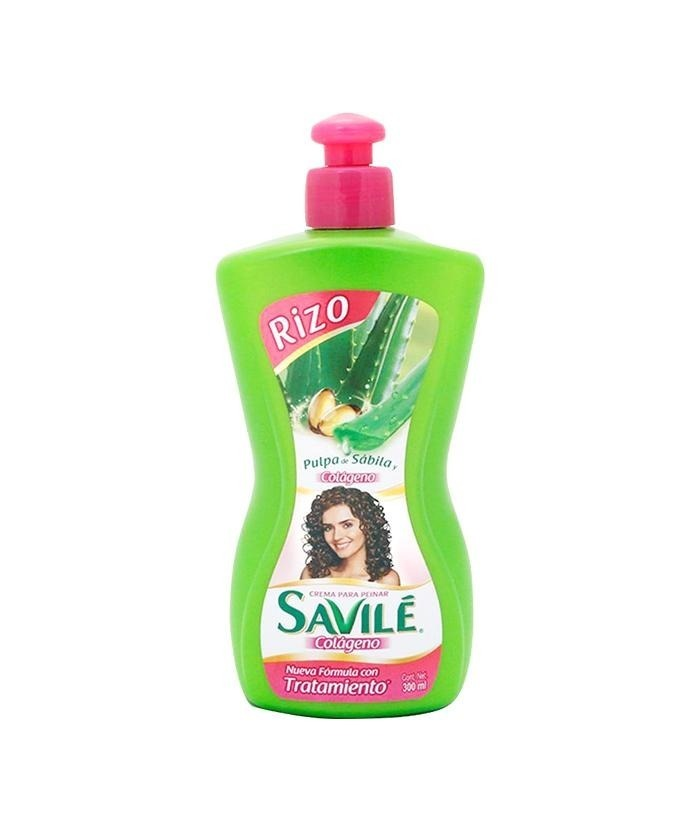 Rizo
Pulpa de Sábila y
Colágeno
CREMA PARA PEINAR
SAVILÉ®
Colágeno
Nueva Fórmula con
Tratamiento*
Cont. Net.
300 ml